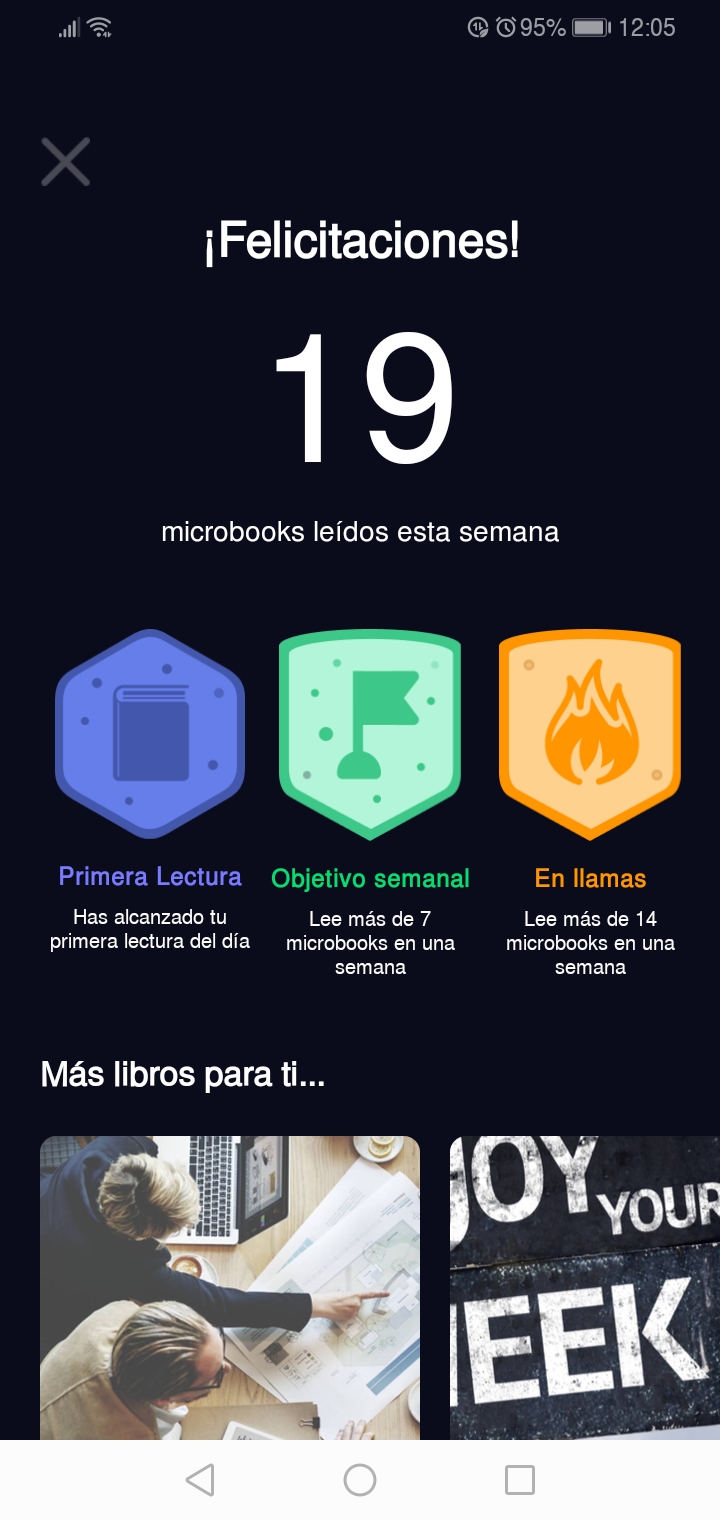 95% 12:05
¡Felicitaciones!
19
microbooks leídos esta semana
Primera Lectura
Objetivo semanal
En llamas
Has alcanzado tu
primera lectura del día
Lee más de 7
microbooks en una
semana
Lee más de 14
microbooks en una
semana
Más libros para ti...
JOY
YOUR
EEK